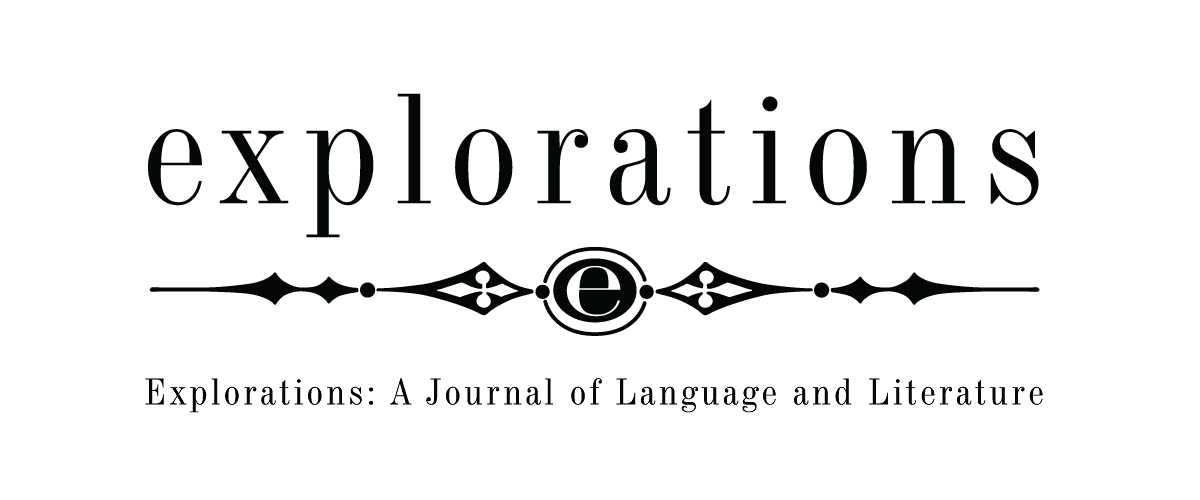 explorations
e
Explorations: A Journal of Language and Literature